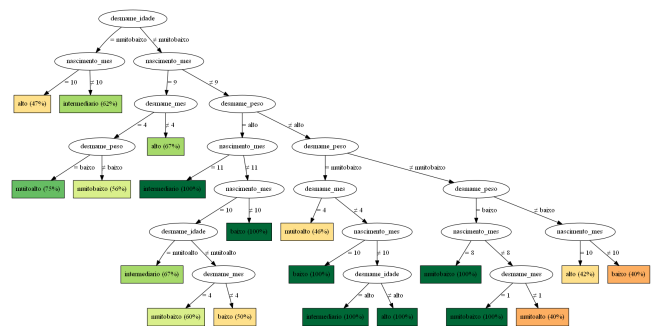 desmame_idade
= muitobaixo ≠ muitobaixo
nascimento_mes nascimento_mes
= 10 ≠ 10 = 9 ≠ 9
alto (47%) intermediario (62%) desmame_mes desmame_peso
= 4 ≠ 4 = alto ≠ alto
desmame_peso alto (67%) nascimento_mes desmame_peso
= baixo ≠ baixo = 11 ≠ 11 = muitobaixo ≠ muitobaixo
muitoalto (73%) muitobaixo (56%) intermediario (100%) nascimento_mes desmame_mes desmame_peso
= 10 ≠ 10 = 4 ≠ 4 = baixo ≠ baixo
desmame_idade baixo (100%) muitoalto (46%) nascimento_mes nascimento_mes nascimento_mes
= muitoalto ≠ muitoalto = 10 ≠ 10 = 8 ≠ 8 = 10 ≠ 10
intermediario (67%) desmame_mes baixo (100%) desmame_idade muitobaixo (100%) desmame_mes alto (42%) baixo (40%)
= 4 ≠ 4 = alto ≠ alto = 1 ≠ 1
muitobaixo (60%) baixo (50%) intermediario (100%) alto (100%) muitobaixo (100%) muitoalto (40%)